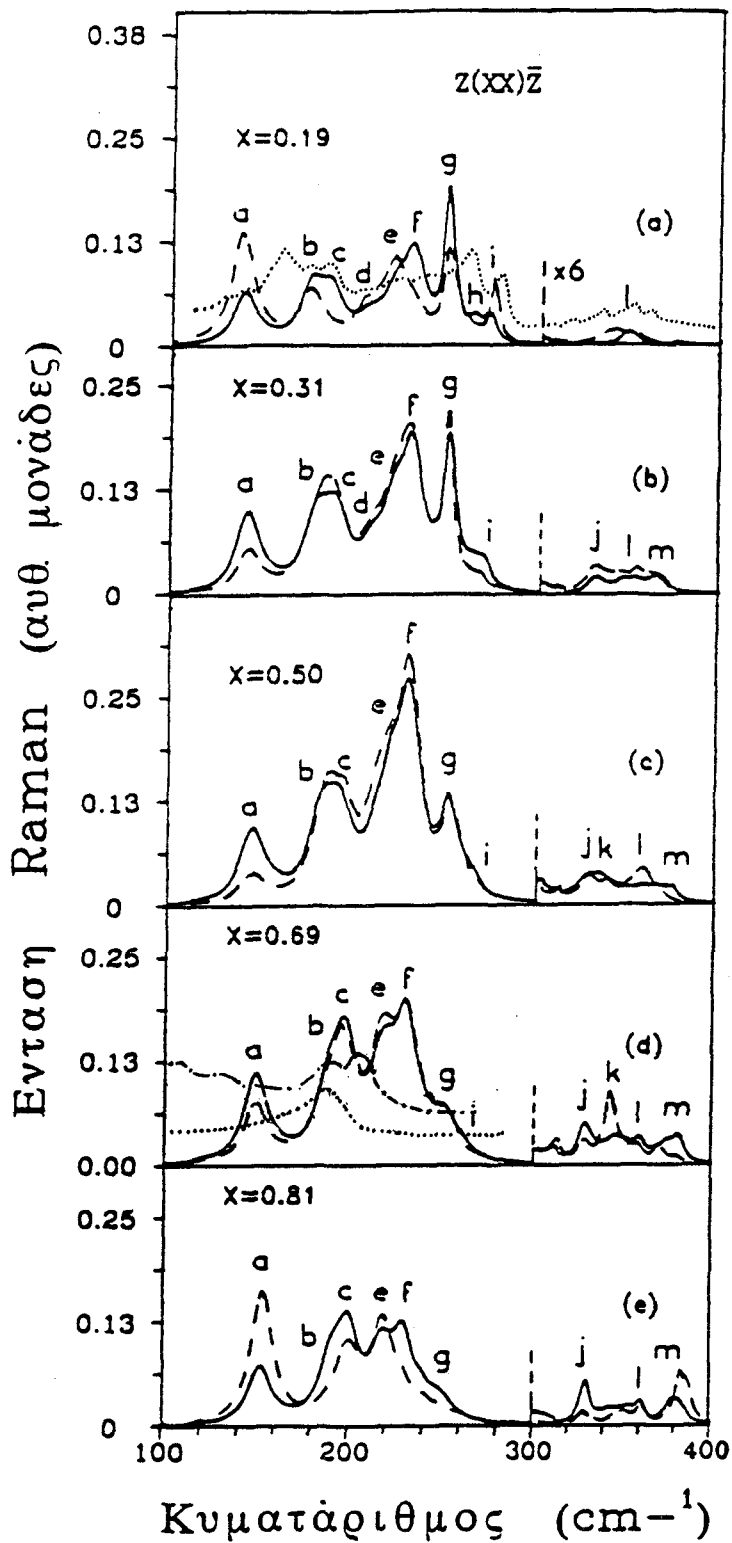 Ενταση Raman (αυθ. μονάδες)
0.38
0.25
0.13
0
z(xx)z̄
X=0.19
(a)
a b c d e f g h i l
x6
0.25
0.13
0
X=0.31
(b)
a b c d e f g i j l m
0.25
0.13
0
X=0.50
(c)
a b c e f g i j k l m
0.25
0.13
0.00
X=0.69
(d)
a b c e f g i j k l m
0.25
0.13
0
X=0.81
(e)
a b c e f g j l m
100 200 300 400
Κυματάριθμος (cm-1)